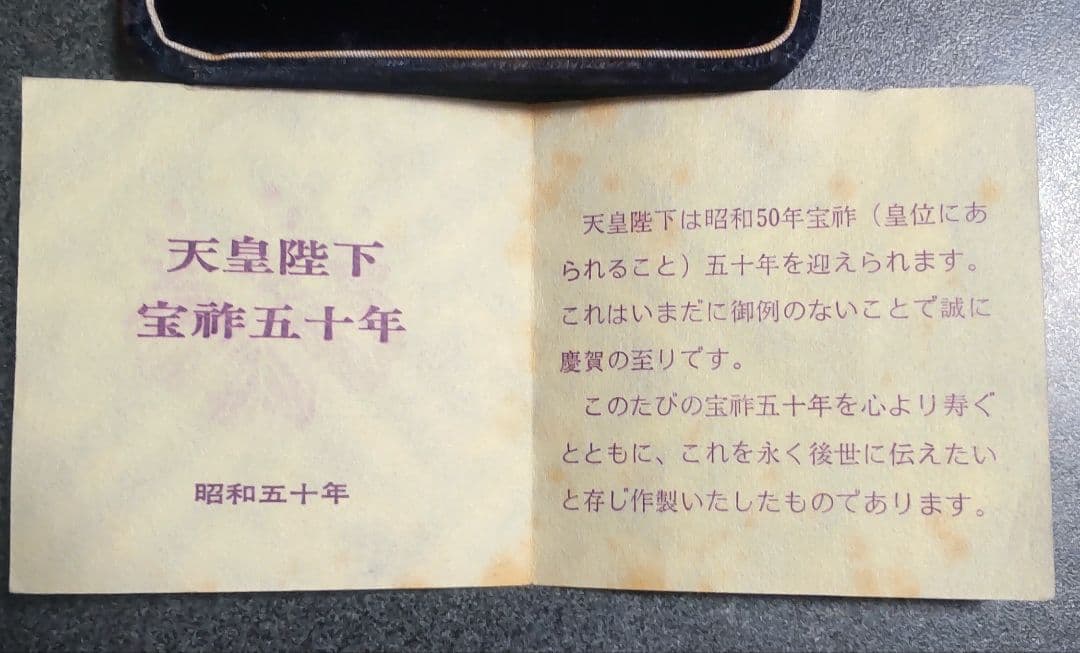 天皇陛下
宝祚五十年
昭和五十年
天皇陛下は昭和50年宝祚（皇位にあ
られること）五十年を迎えられます。
これはいまだに御例のないことで誠に
慶賀の至りです。
このたびの宝祚五十年を心より寿ぐ
とともに、これを永く後世に伝えたい
と存じ作製いたしたものであります。